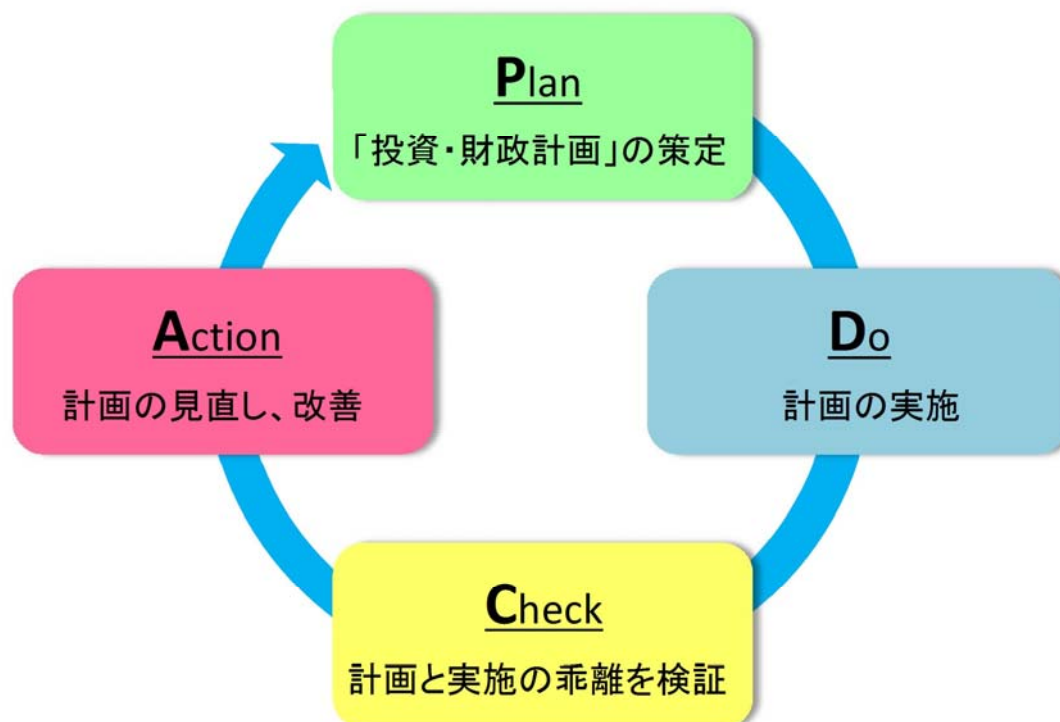 Plan
「投資・財政計画」の策定
Action
計画の見直し、改善
Do
計画の実施
Check
計画と実施の乖離を検証